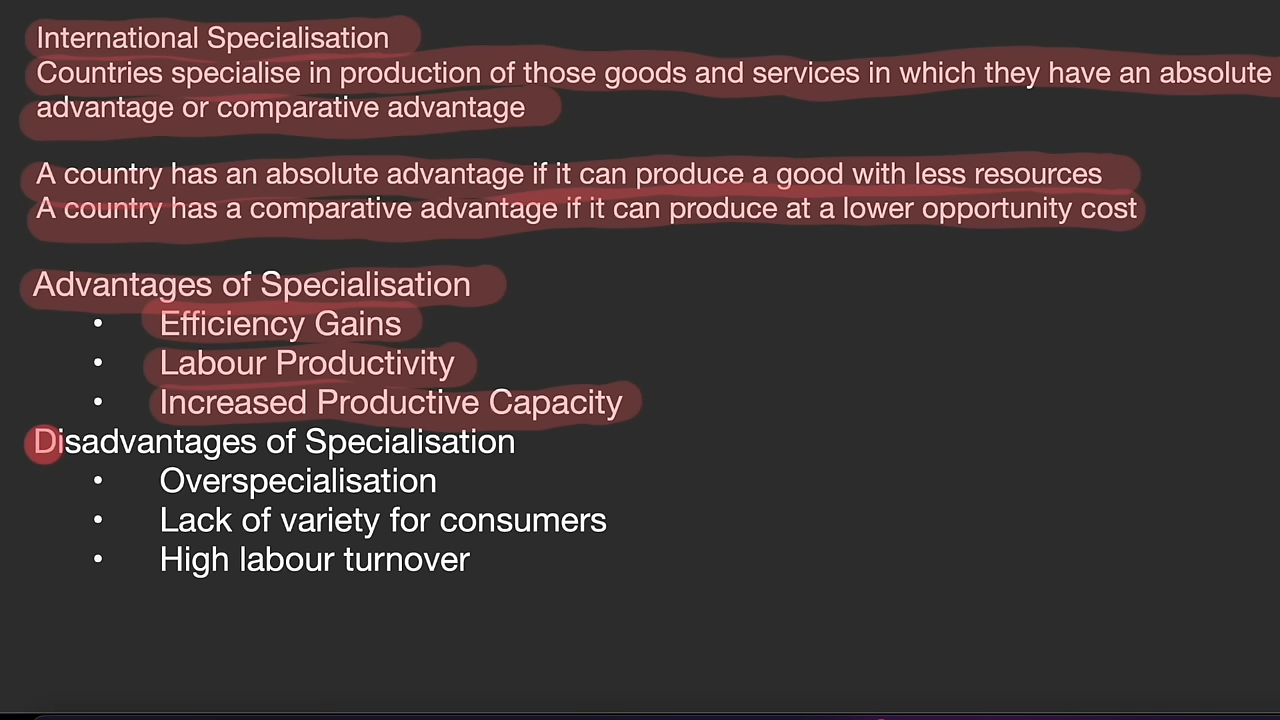 International Specialisation
Countries specialise in production of those goods and services in which they have an absolute
advantage or comparative advantage
A country has an absolute advantage if it can produce a good with less resources
A country has a comparative advantage if it can produce at a lower opportunity cost
Advantages of Specialisation
• Efficiency Gains
• Labour Productivity
• Increased Productive Capacity
Disadvantages of Specialisation
• Overspecialisation
• Lack of variety for consumers
• High labour turnover